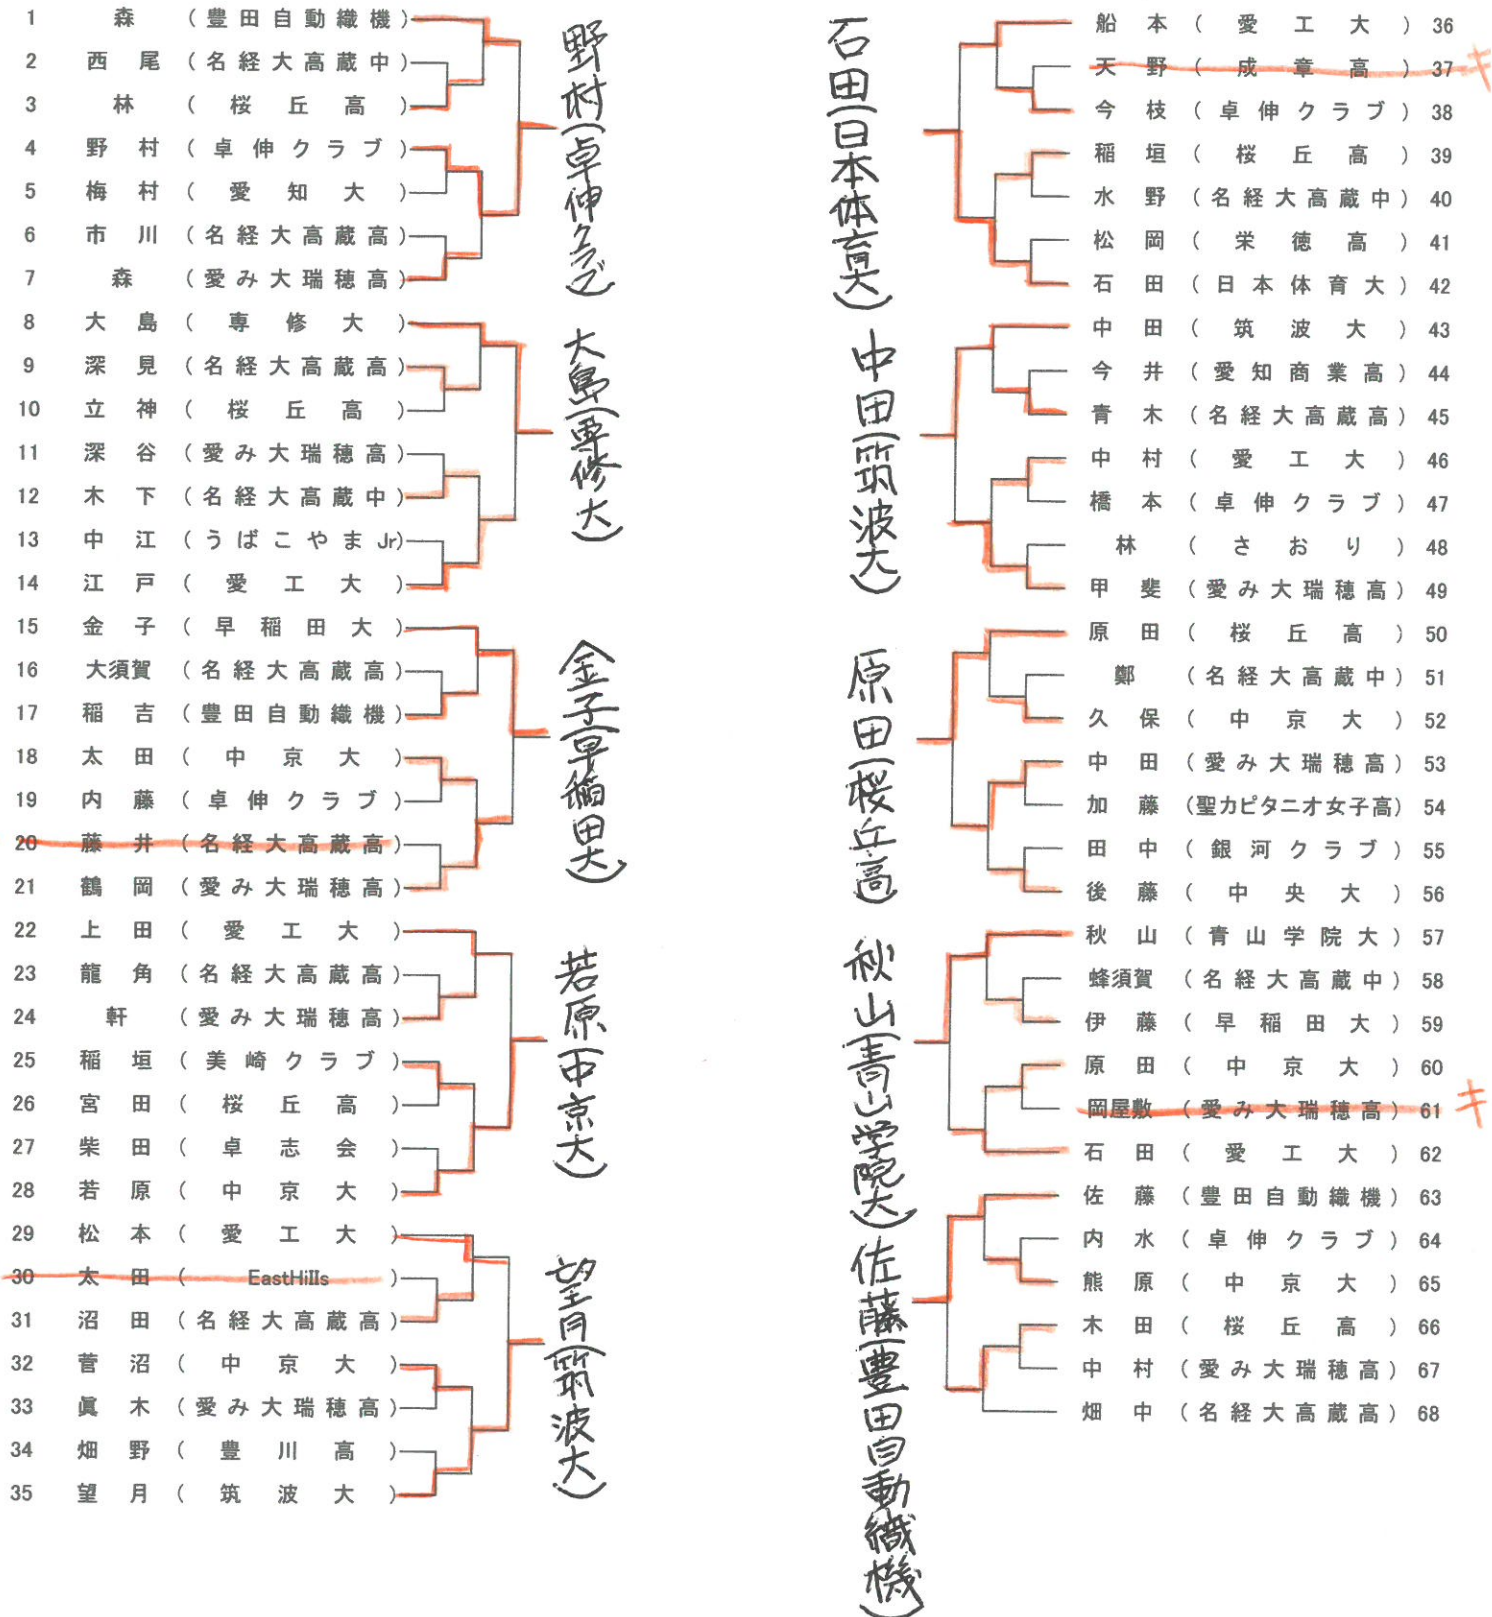 1 森 (豊田自動織機)
2 西尾 (名経大高蔵中)
3 林 (桜丘高)
4 野村 (卓伸クラブ)
5 梅村 (愛知大)
6 市川 (名経大高蔵高)
7 森 (愛み大瑞穂高)
8 大島 (専修大)
9 深見 (名経大高蔵高)
10 立神 (桜丘高)
11 深谷 (愛み大瑞穂高)
12 木下 (名経大高蔵中)
13 中江 (うばこやまJr)
14 江戸 (愛工大)
15 金子 (早稲田大)
16 大須賀 (名経大高蔵高)
17 稲吉 (豊田自動織機)
18 太田 (中京大)
19 内藤 (卓伸クラブ)
20 藤井 (名経大高蔵高)
21 鶴岡 (愛み大瑞穂高)
22 上田 (愛工大)
23 龍角 (名経大高蔵高)
24 軒 (愛み大瑞穂高)
25 稲垣 (美崎クラブ)
26 宮田 (桜丘高)
27 柴田 (卓志会)
28 若原 (中京大)
29 松本 (愛工大)
30 太田 (EastHills)
31 沼田 (名経大高蔵高)
32 菅沼 (中京大)
33 眞木 (愛み大瑞穂高)
34 畑野 (豊川高)
35 望月 (筑波大)
野村(卓伸クラブ)
大島(専修大)
金子(早稲田大)
若原(中京大)
望月(筑波大)
石田(日本体育大)
中田(筑波大)
原田(桜丘高)
秋山(青山学院大)
佐藤(豊田自動織機)
船本 (愛工大) 36
天野 (成章高) 37 キ
今枝 (卓伸クラブ) 38
稲垣 (桜丘高) 39
水野 (名経大高蔵中) 40
松岡 (栄徳高) 41
石田 (日本体育大) 42
中田 (筑波大) 43
今井 (愛知商業高) 44
青木 (名経大高蔵高) 45
中村 (愛工大) 46
橋本 (卓伸クラブ) 47
林 (さおり) 48
甲斐 (愛み大瑞穂高) 49
原田 (桜丘高) 50
鄭 (名経大高蔵中) 51
久保 (中京大) 52
中田 (愛み大瑞穂高) 53
加藤 (聖カピタニオ女子高) 54
田中 (銀河クラブ) 55
後藤 (中央大) 56
秋山 (青山学院大) 57
蜂須賀 (名経大高蔵中) 58
伊藤 (早稲田大) 59
原田 (中京大) 60
岡屋敷 (愛み大瑞穂高) 61 キ
石田 (愛工大) 62
佐藤 (豊田自動織機) 63
内水 (卓伸クラブ) 64
熊原 (中京大) 65
木田 (桜丘高) 66
中村 (愛み大瑞穂高) 67
畑中 (名経大高蔵高) 68